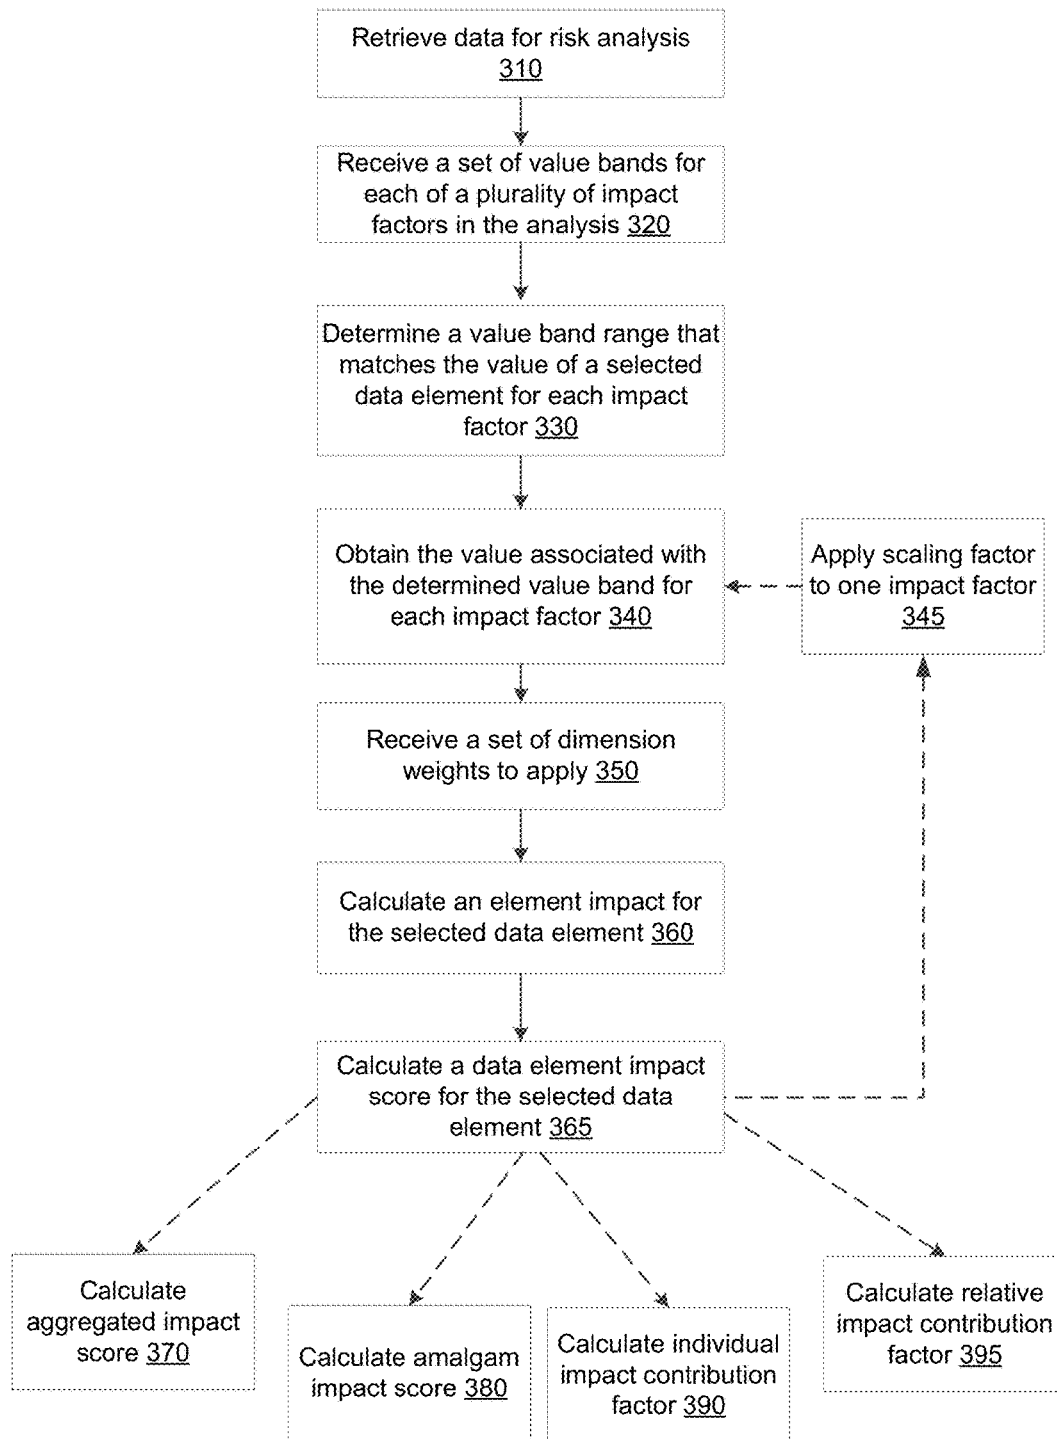 Retrieve data for risk analysis
310
Receive a set of value bands for
each of a plurality of impact
factors in the analysis 320
Determine a value band range that
matches the value of a selected
data element for each impact
factor 330
Obtain the value associated with
the determined value band for
each impact factor 340
Apply scaling factor
to one impact factor
345
Receive a set of dimension
weights to apply 350
Calculate an element impact for
the selected data element 360
Calculate a data element impact
score for the selected data
element 365
Calculate
aggregated impact
score 370
Calculate amalgam
impact score 380
Calculate individual
impact contribution
factor 390
Calculate relative
impact contribution
factor 395